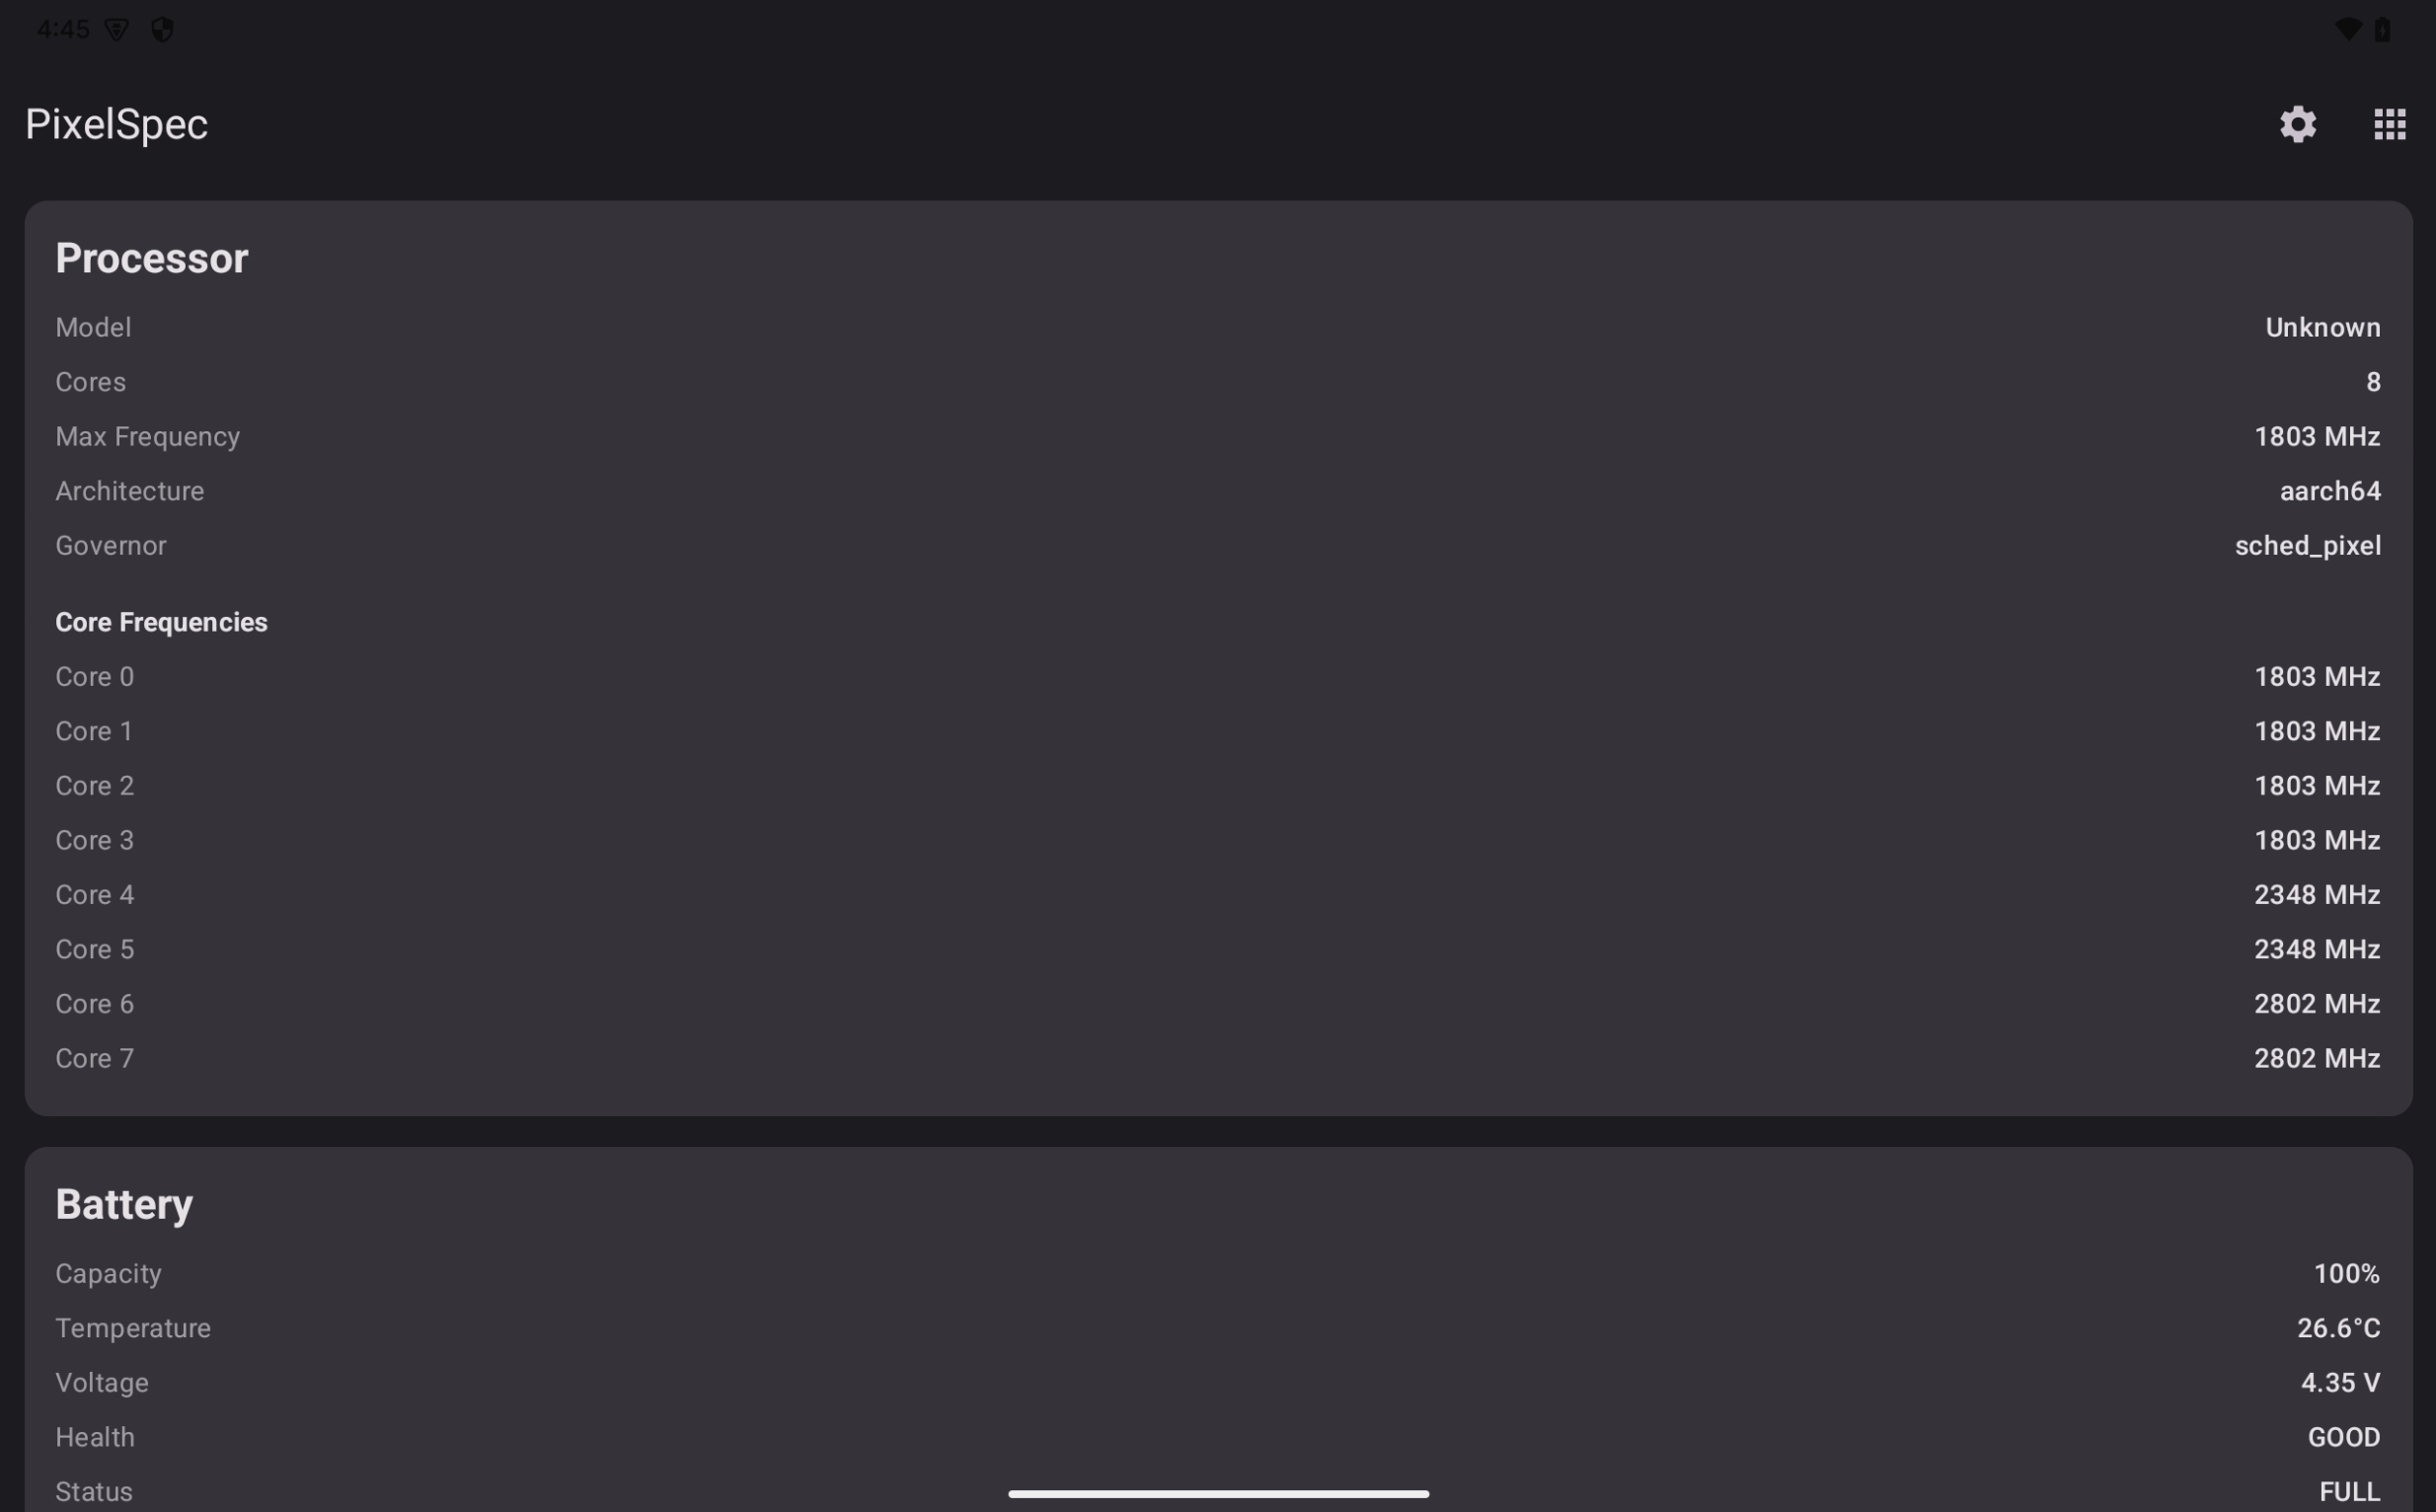 4:45
PixelSpec
Processor
Model Unknown
Cores 8
Max Frequency 1803 MHz
Architecture aarch64
Governor sched_pixel
Core Frequencies
Core 0 1803 MHz
Core 1 1803 MHz
Core 2 1803 MHz
Core 3 1803 MHz
Core 4 2348 MHz
Core 5 2348 MHz
Core 6 2802 MHz
Core 7 2802 MHz
Battery
Capacity 100%
Temperature 26.6°C
Voltage 4.35 V
Health GOOD
Status FULL